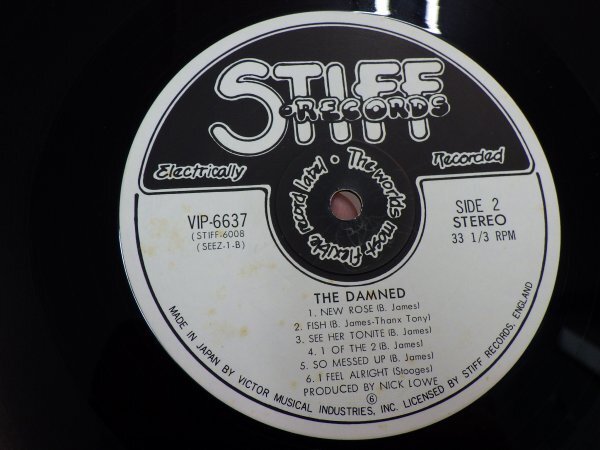 STIFF
·RECORDS
Electrically
Recorded
The worlds most flexible record label ·
VIP-6637
(STIFF-6008
(SEEZ-1-B)
SIDE 2
STEREO
33 1/3 RPM
THE DAMNED
1. NEW ROSE (B. James)
2. FISH (B. James-Thanx Tony)
3. SEE HER TONITE (B. James)
4. 1 OF THE 2 (B. James)
5. SO MESSED UP (B. James)
6. I FEEL ALRIGHT (Stooges)
PRODUCED BY NICK LOWE
⑥
MADE IN JAPAN BY VICTOR MUSICAL INDUSTRIES, INC. LICENSED BY STIFF RECORDS, ENGLAND